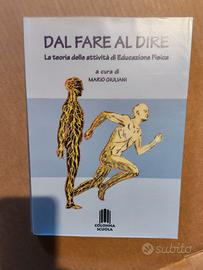 DAL FARE AL DIRE
La teoria delle attività di Educazione Fisica
a cura di
MARIO GIULIANI
COLONNA
SCUOLA
subito